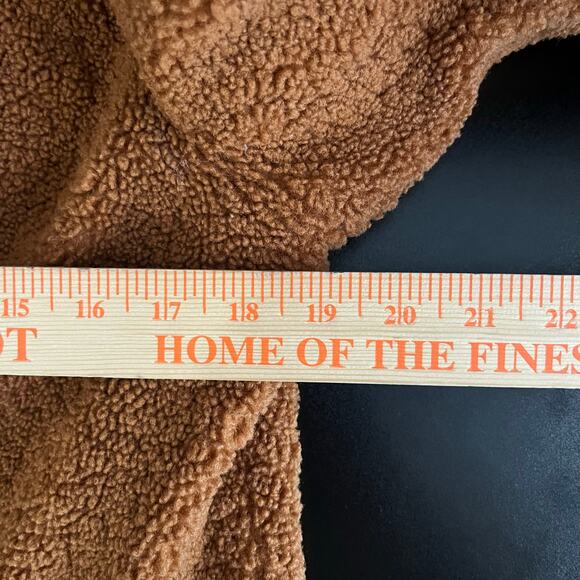 15 16 17 18 19 20 21 22
OT HOME OF THE FINES